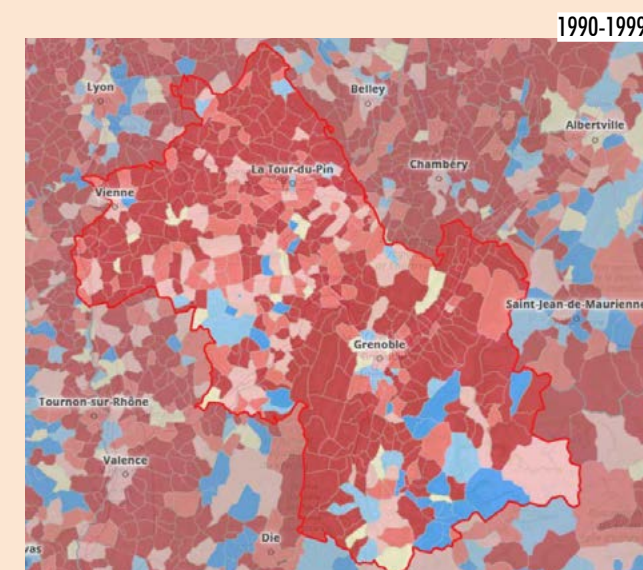 1990-1999
Lyon
Belley
Albertville
La Tour-du-Pin
Chambéry
Vienne
Saint-Jean-de-Maurienne
Grenoble
Tournon-sur-Rhône
Valence
Die
vas